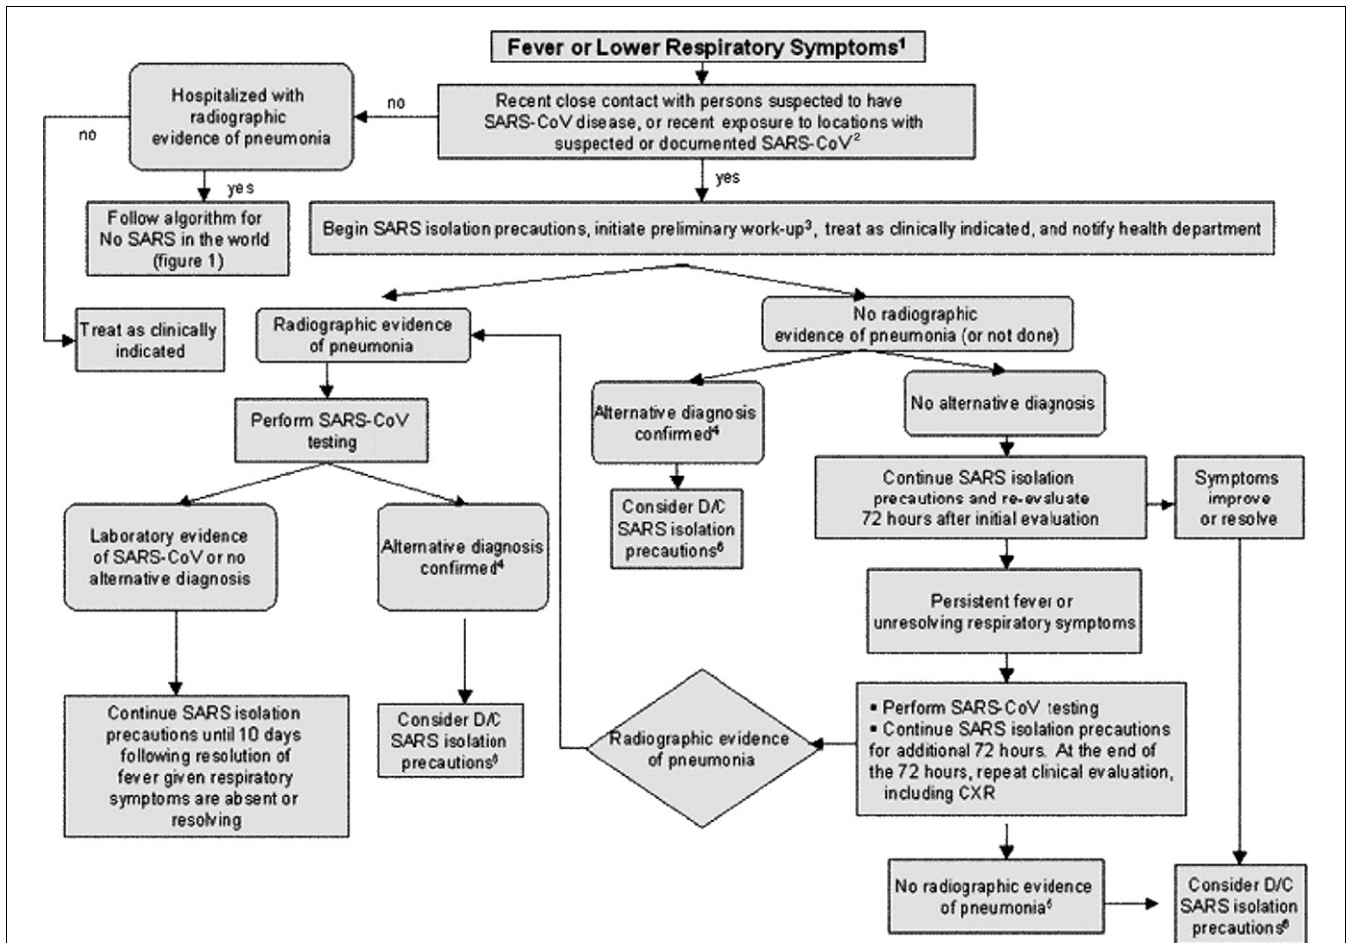 Fever or Lower Respiratory Symptoms¹
Hospitalized with
radiographic
evidence of pneumonia
no
no
Recent close contact with persons suspected to have
SARS-CoV disease, or recent exposure to locations with
suspected or documented SARS-CoV²
yes
yes
Follow algorithm for
No SARS in the world
(figure 1)
Begin SARS isolation precautions, initiate preliminary work-up³, treat as clinically indicated, and notify health department
Treat as clinically
indicated
Radiographic evidence
of pneumonia
No radiographic
evidence of pneumonia (or not done)
Perform SARS-CoV
testing
Alternative diagnosis
confirmed⁴
No alternative diagnosis
Consider D/C
SARS isolation
precautions⁶
Continue SARS isolation
precautions and re-evaluate
72 hours after initial evaluation
Symptoms
improve
or resolve
Laboratory evidence
of SARS-CoV or no
alternative diagnosis
Alternative diagnosis
confirmed⁴
Persistent fever or
unresolving respiratory symptoms
Continue SARS isolation
precautions until 10 days
following resolution of
fever given respiratory
symptoms are absent or
resolving
Consider D/C
SARS isolation
precautions⁶
Radiographic evidence
of pneumonia
▪ Perform SARS-CoV testing
▪ Continue SARS isolation precautions
for additional 72 hours. At the end of
the 72 hours, repeat clinical evaluation,
including CXR
No radiographic evidence
of pneumonia⁵
Consider D/C
SARS isolation
precautions⁶